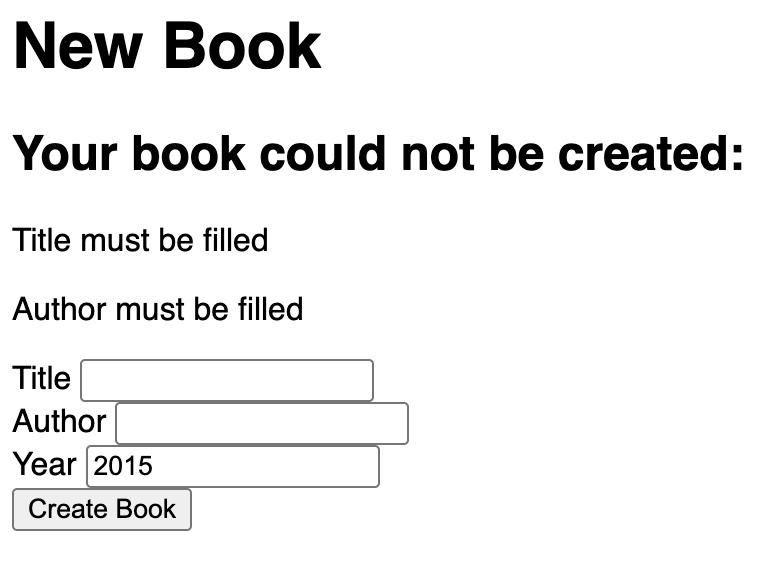 New Book
Your book could not be created:
Title must be filled
Author must be filled
Title
Author
Year 2015
Create Book